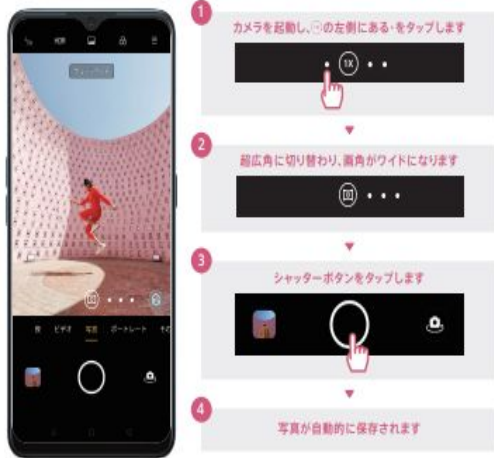 HDR
夜
ビデオ
写真
ポートレート
その
1
カメラを起動し、の左側にある・をタップします
1X
2
超広角に切り替わり、画角がワイドになります
3
シャッターボタンをタップします
4
写真が自動的に保存されます